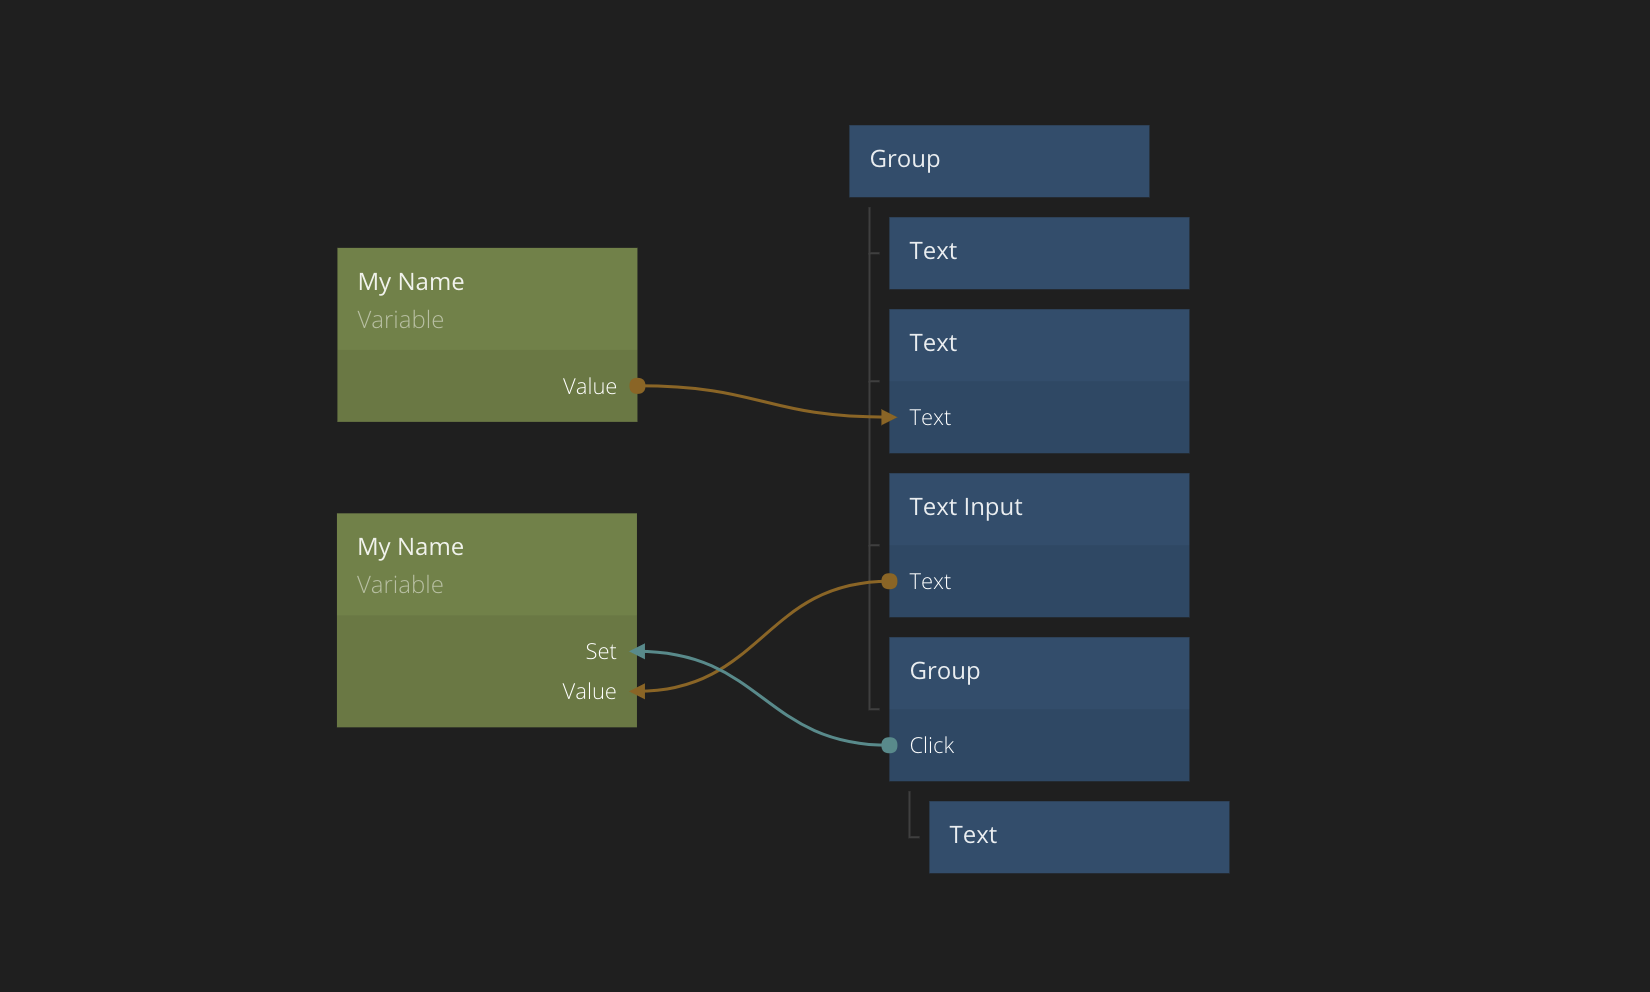 My Name
Variable
Value
My Name
Variable
Set
Value
Group
Text
Text
Text
Text Input
Text
Group
Click
Text